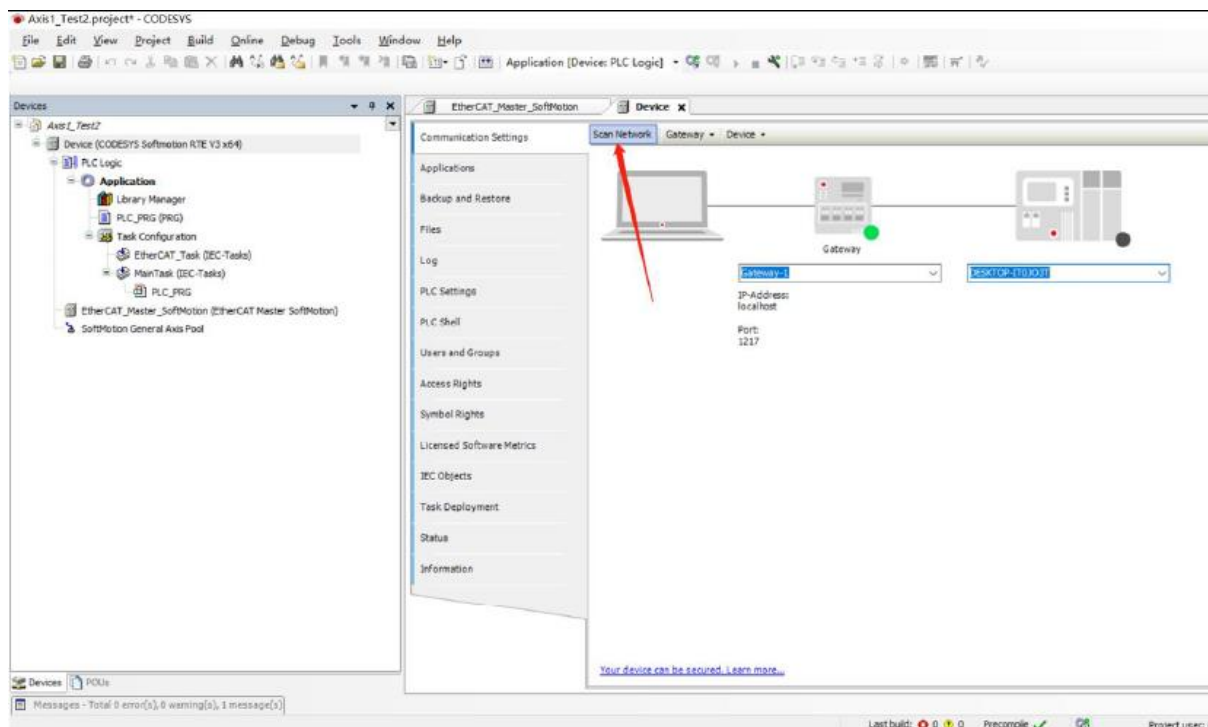 Axis1_Test2.project* - CODESYS
File Edit View Project Build Online Debug Tools Window Help
Application [Device: PLC Logic]
Devices
Axis1_Test2
Device (CODESYS Softmotion RTE V3 x64)
PLC Logic
Application
Library Manager
PLC_PRG (PRG)
Task Configuration
EtherCAT_Task (IEC-Tasks)
MainTask (IEC-Tasks)
PLC_PRG
EtherCAT_Master_SoftMotion (EtherCAT Master SoftMotion)
SoftMotion General Axis Pool
Devices POUs
Messages - Total 0 error(s), 0 warning(s), 1 message(s)
EtherCAT_Master_SoftMotion Device
Communication Settings
Applications
Backup and Restore
Files
Log
PLC Settings
PLC Shell
Users and Groups
Access Rights
Symbol Rights
Licensed Software Metrics
IEC Objects
Task Deployment
Status
Information
Scan Network Gateway Device
Gateway
Gateway-1
IP-Address:
localhost
Port:
1217
Your device can be secured. Learn more...
Last build: 0 0 Precompile Project user: